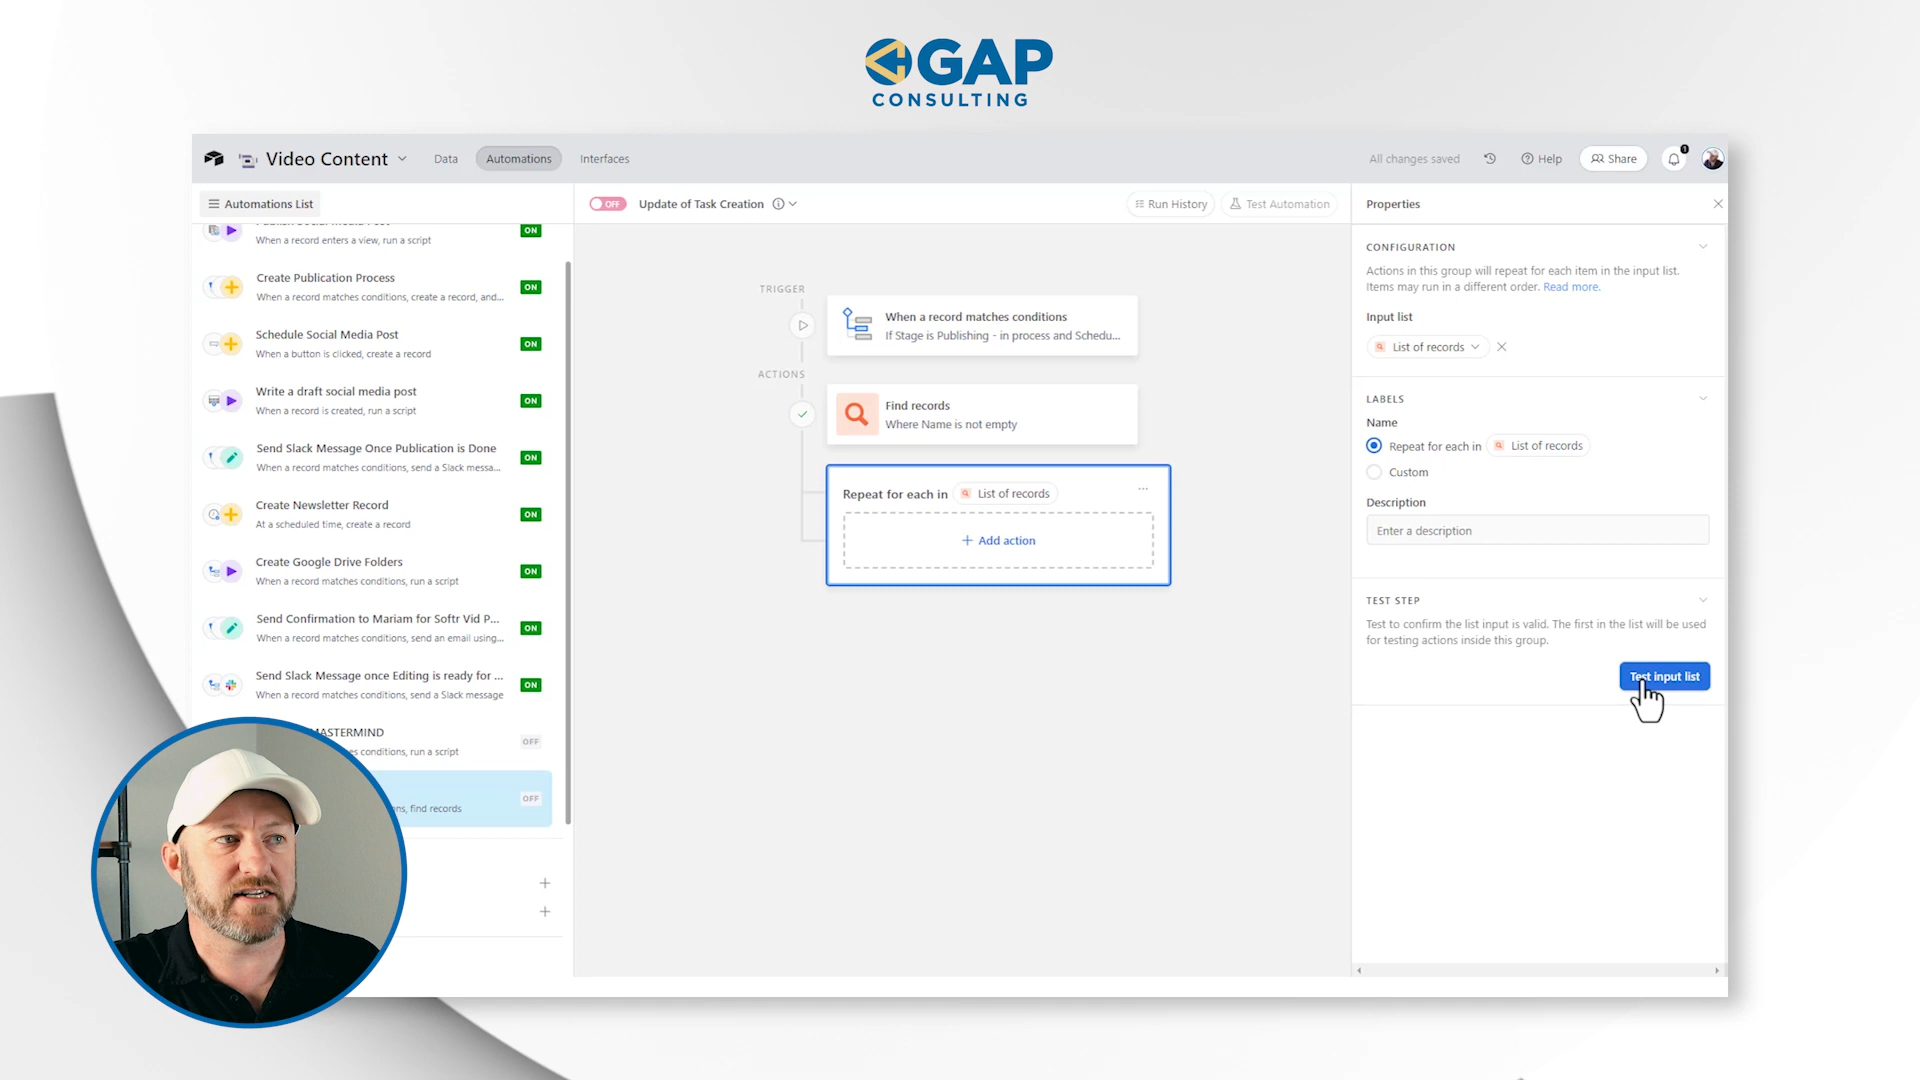 GAP
CONSULTING
Video Content
Data
Automations
Interfaces
All changes saved
Help
Share
1
Automations List
OFF
Update of Task Creation
Run History
Test Automation
Properties
When a record enters a view, run a script
ON
Create Publication Process
When a record matches conditions, create a record, and...
ON
Schedule Social Media Post
When a button is clicked, create a record
ON
Write a draft social media post
When a record is created, run a script
ON
Send Slack Message Once Publication is Done
When a record matches conditions, send a Slack messa...
ON
Create Newsletter Record
At a scheduled time, create a record
ON
Create Google Drive Folders
When a record matches conditions, run a script
ON
Send Confirmation to Mariam for Softr Vid P...
When a record matches conditions, send an email using...
ON
Send Slack Message once Editing is ready for ...
When a record matches conditions, send a Slack message
ON
MASTERMIND
conditions, run a script
OFF
find records
OFF
TRIGGER
When a record matches conditions
If Stage is Publishing - in process and Schedu...
ACTIONS
Find records
Where Name is not empty
Repeat for each in List of records
...
+ Add action
CONFIGURATION
Actions in this group will repeat for each item in the input list.
Items may run in a different order. Read more.
Input list
List of records
LABELS
Name
Repeat for each in List of records
Custom
Description
Enter a description
TEST STEP
Test to confirm the list input is valid. The first in the list will be used
for testing actions inside this group.
Test input list